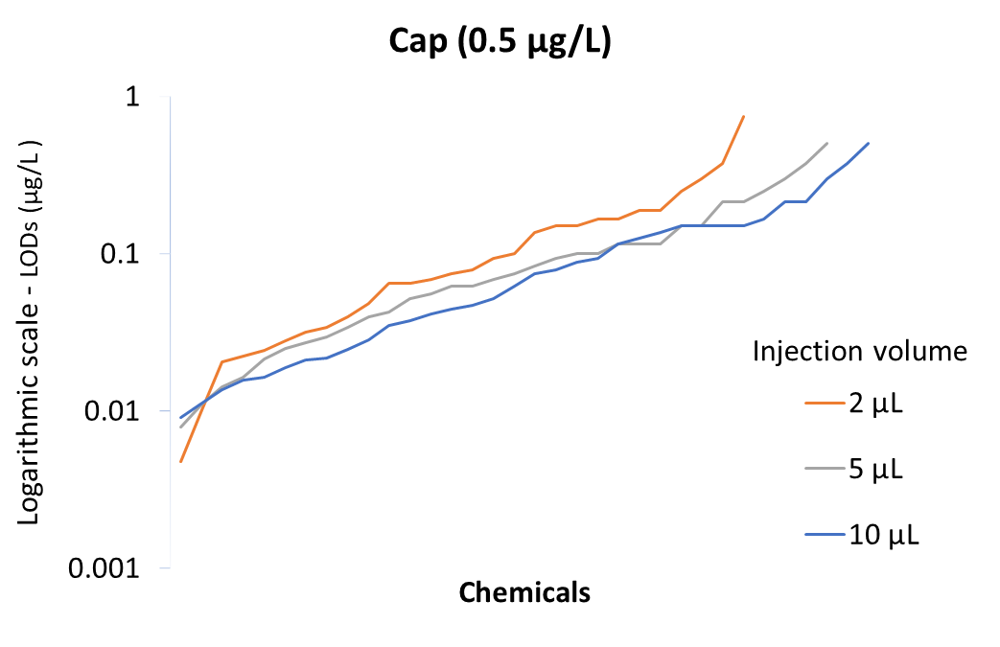 Cap (0.5 µg/L)
Logarithmic scale - LODs (µg/L )
1
0.1
0.01
0.001
Injection volume
2 µL
5 µL
10 µL
Chemicals